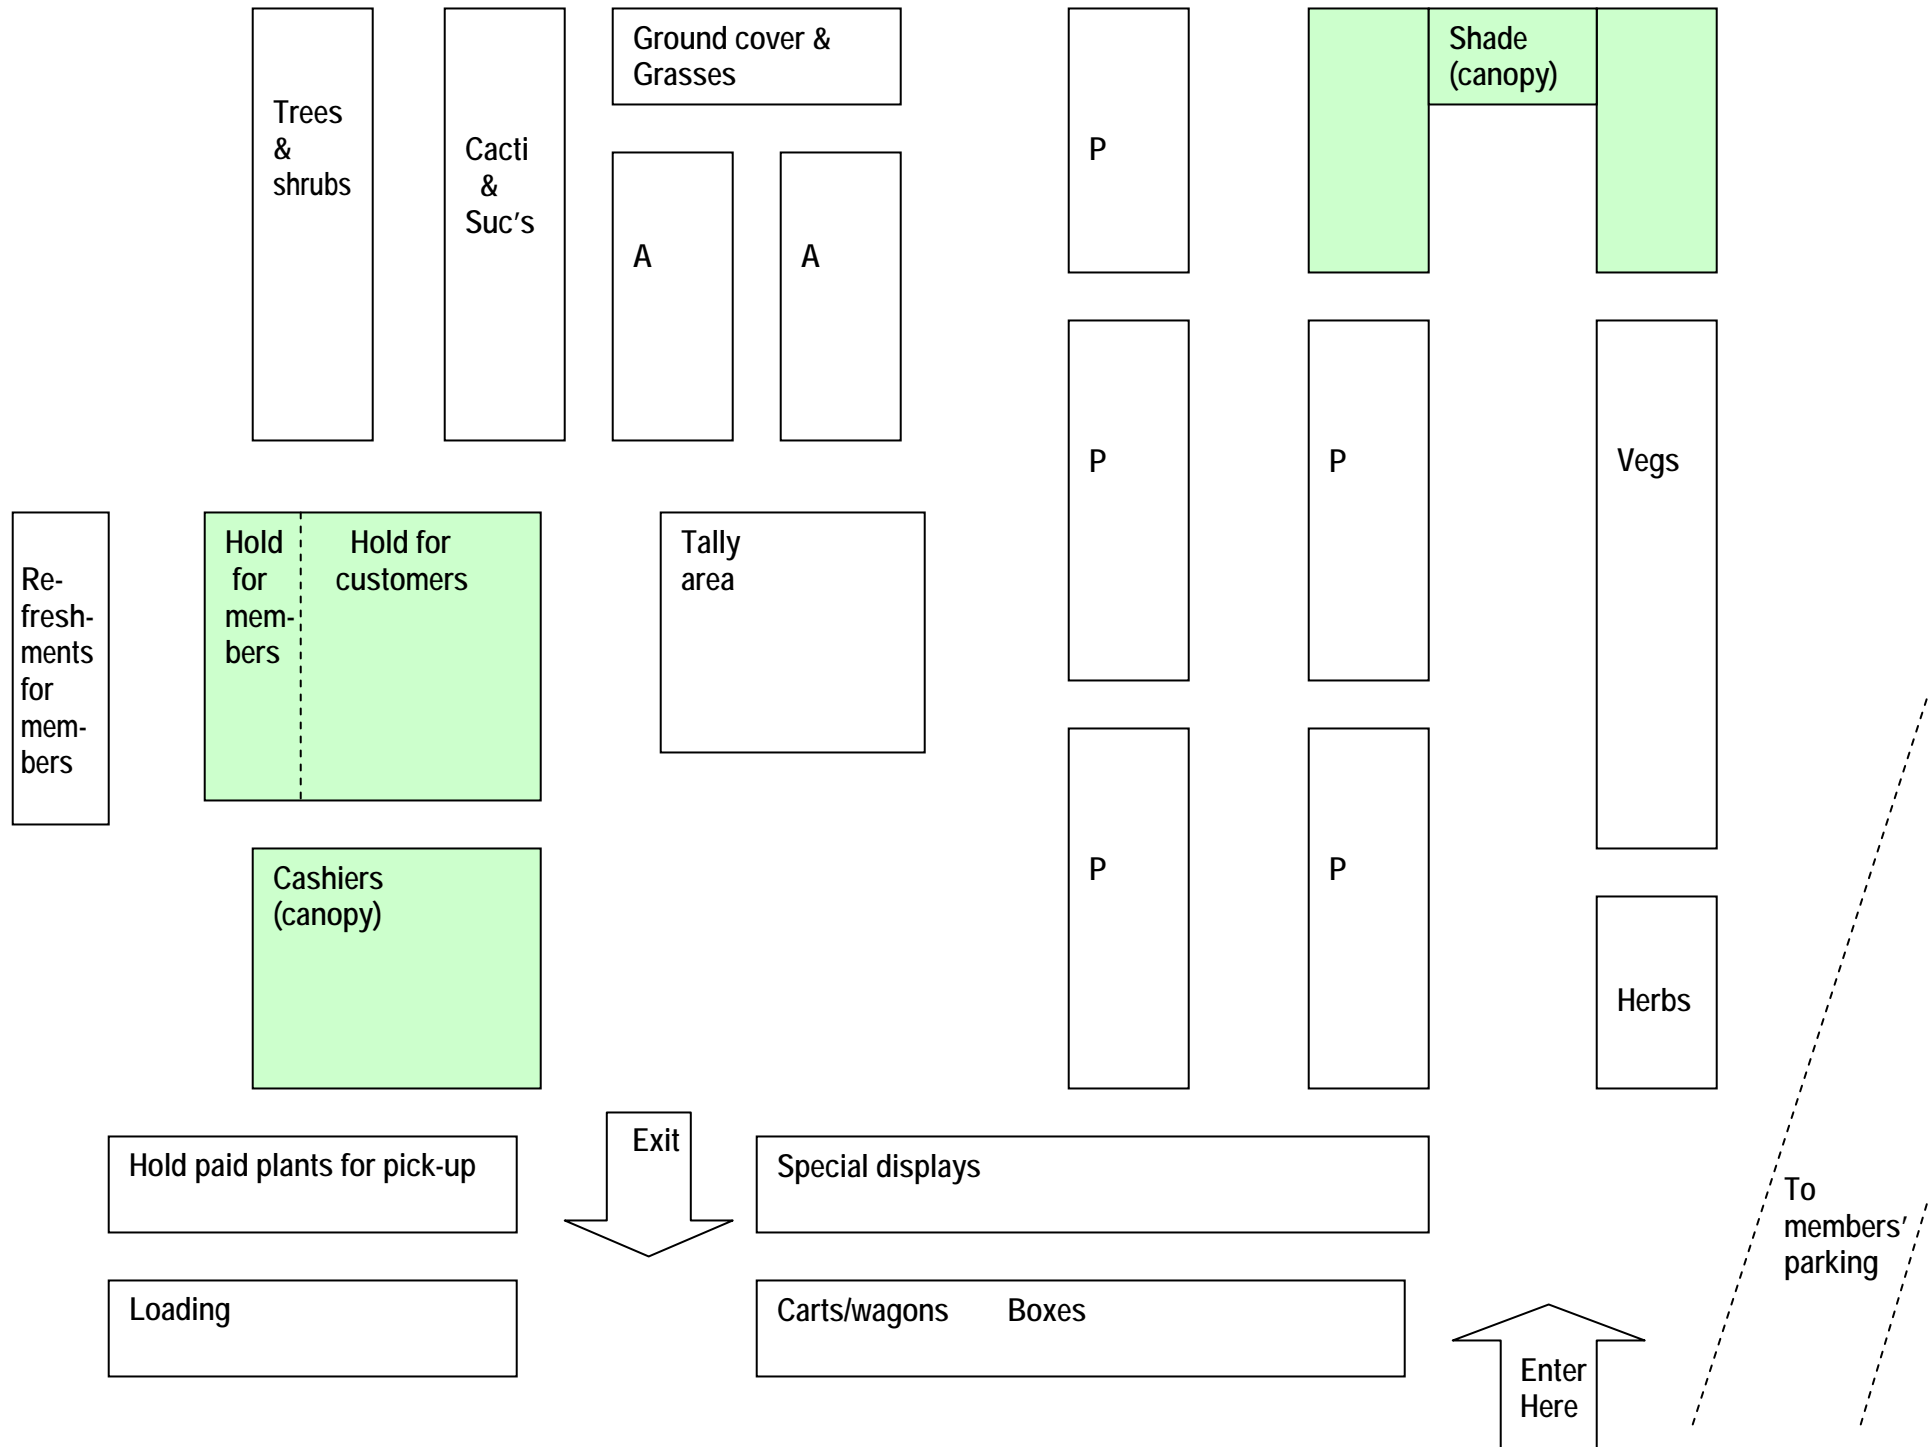 Trees
&
shrubs
Cacti
&
Suc's
Ground cover &
Grasses
A
A
P
Shade
(canopy)
P
P
Vegs
Re-
fresh-
ments
for
mem-
bers
Hold
for
mem-
bers
Hold for
customers
Tally
area
Cashiers
(canopy)
P
P
Herbs
Hold paid plants for pick-up
Exit
Special displays
To
members'
parking
Loading
Carts/wagons Boxes
Enter
Here